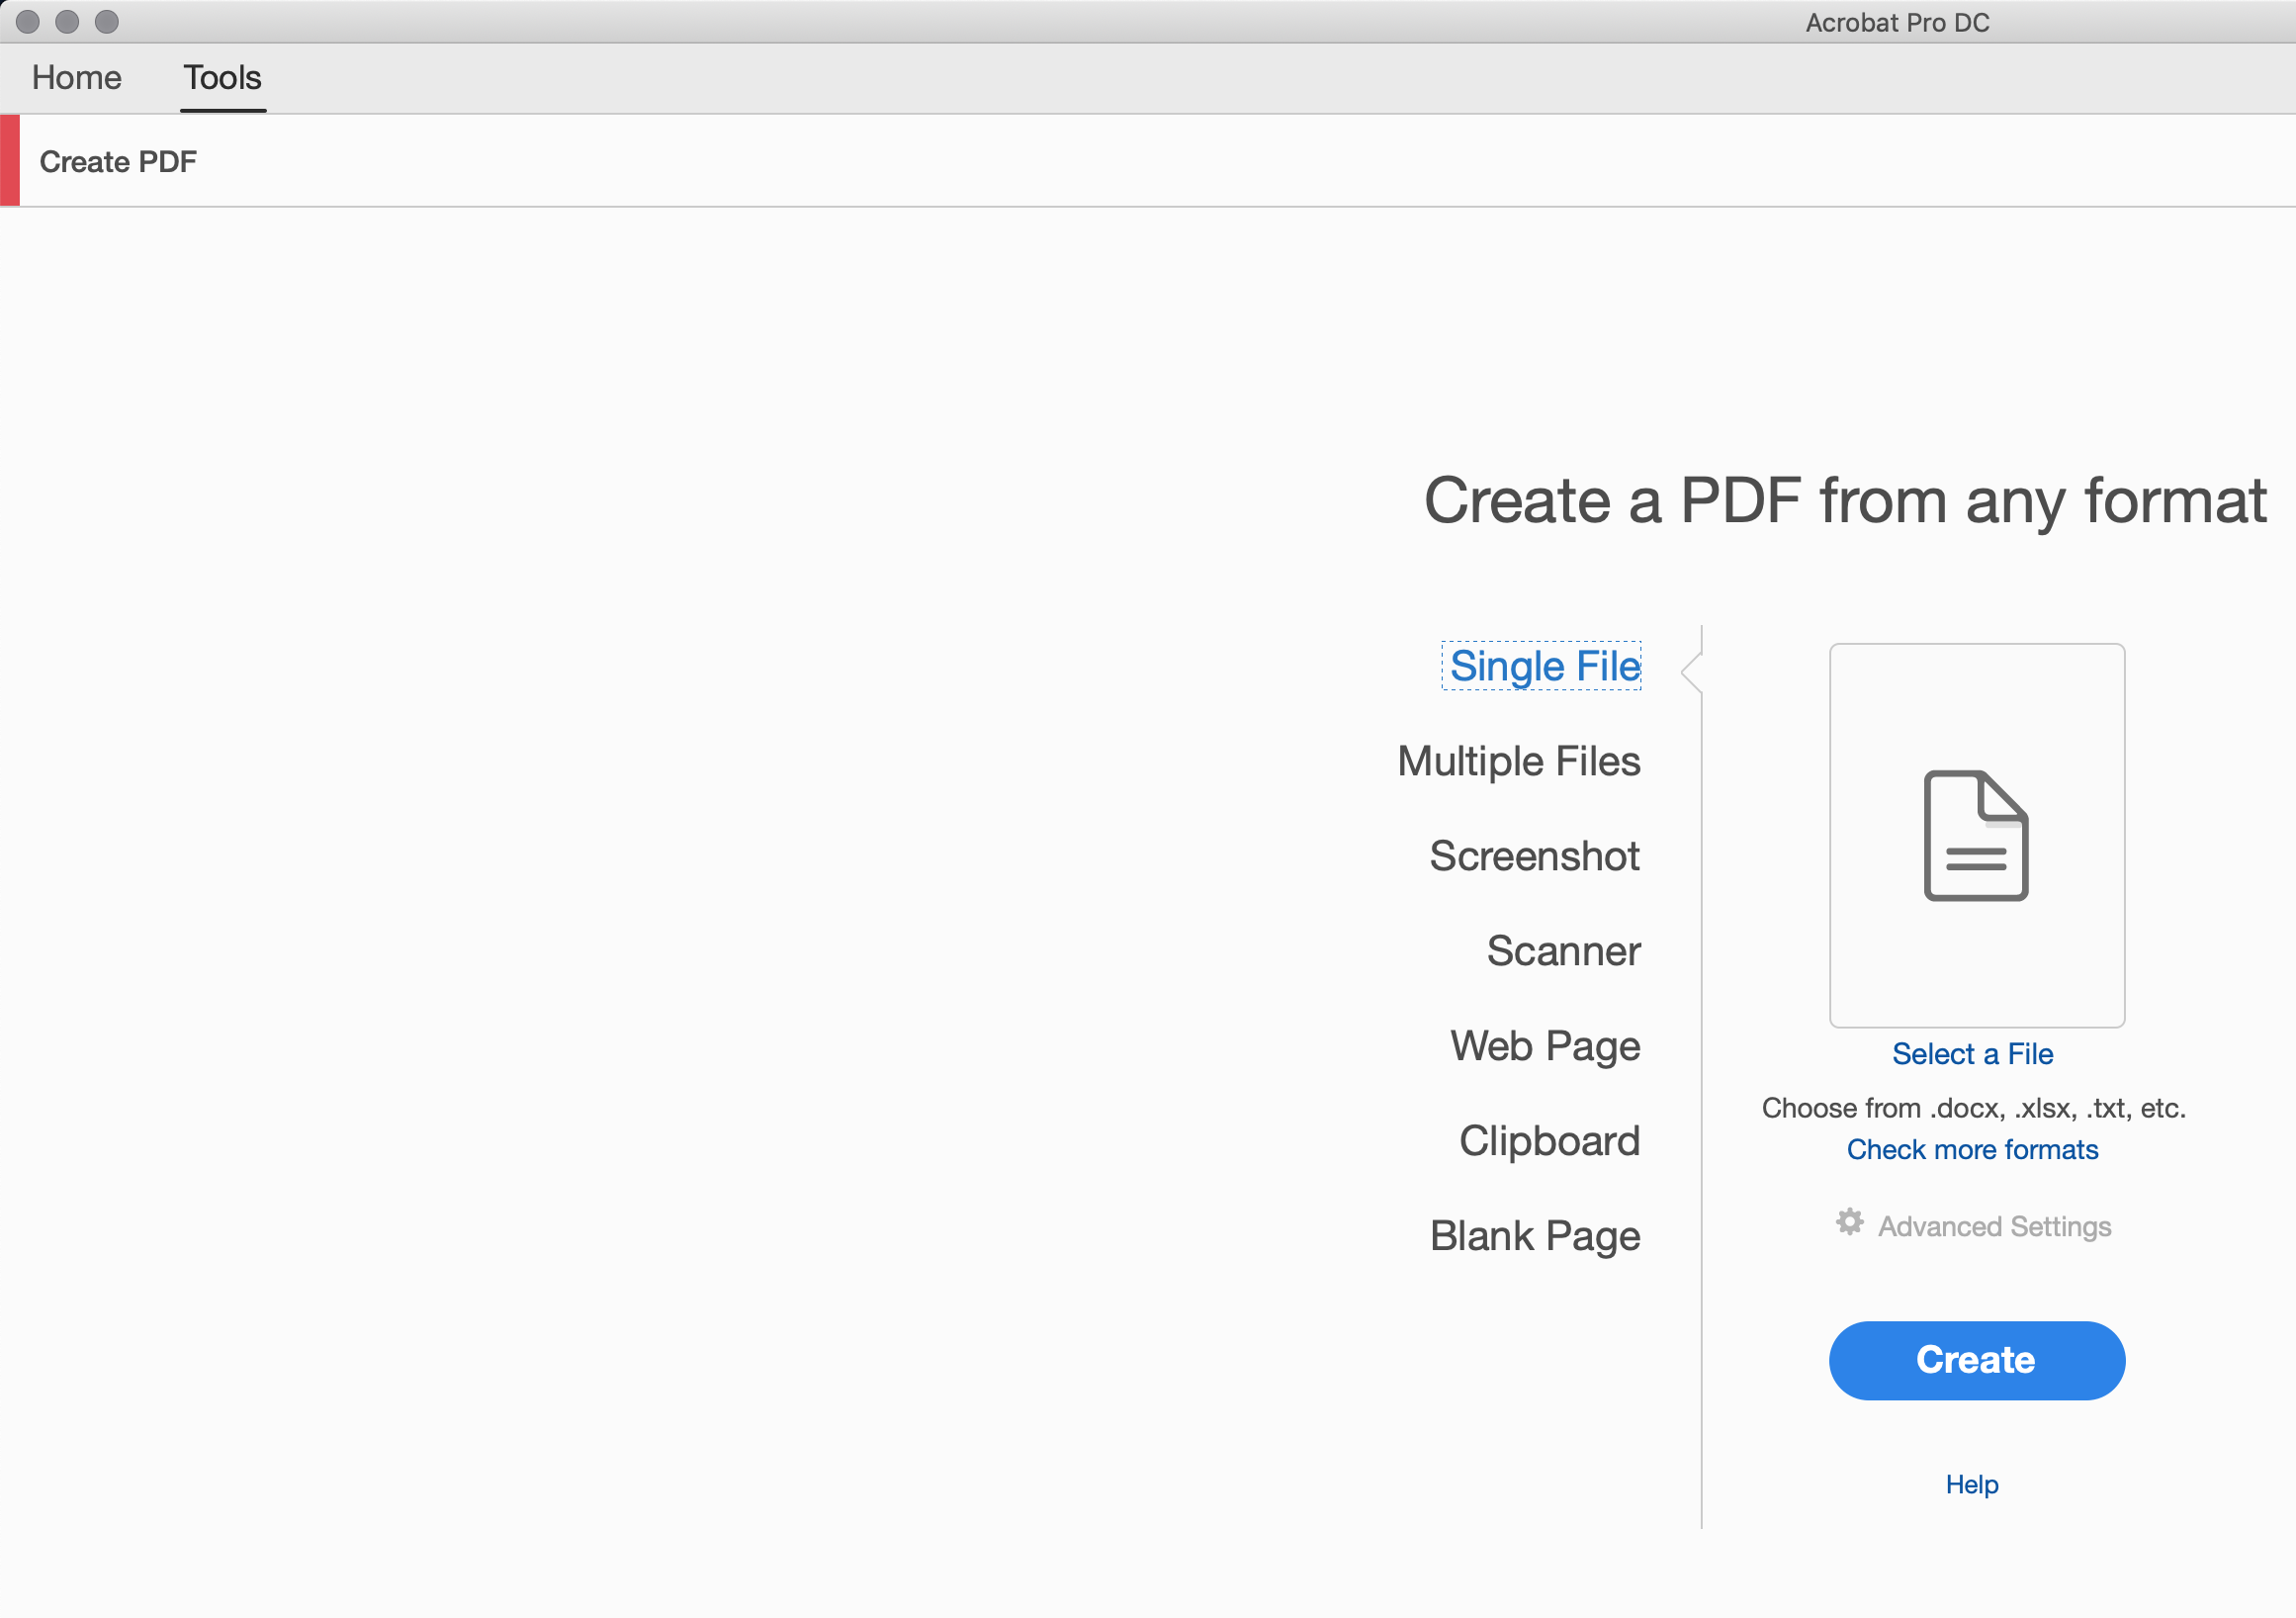 Acrobat Pro DC
Home Tools
Create PDF
Create a PDF from any format
Single File
Multiple Files
Screenshot
Scanner
Web Page
Clipboard
Blank Page
Select a File
Choose from .docx, .xlsx, .txt, etc.
Check more formats
Advanced Settings
Create
Help